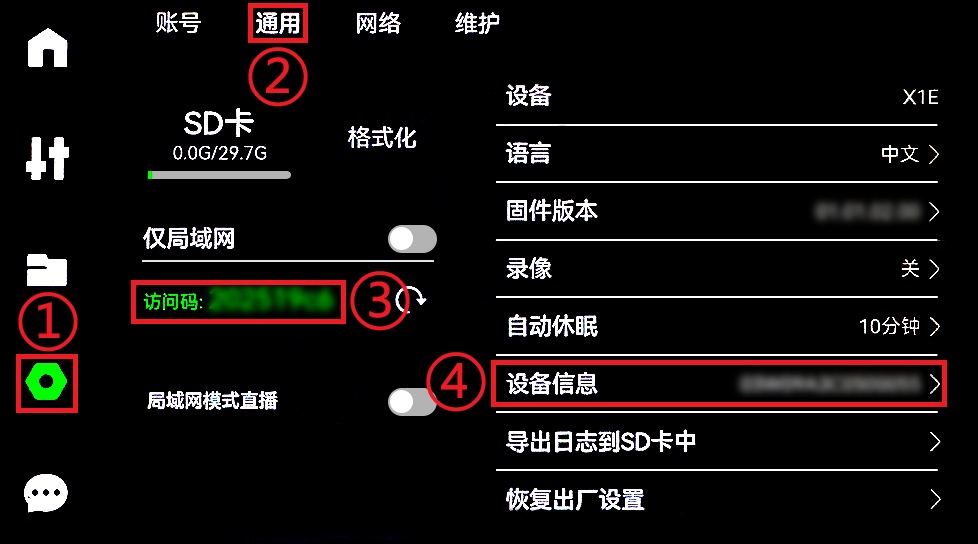 账号
通用
网络
维护
②
SD卡
0.0G/29.7G
格式化
仅局域网
访问码:
③
①
局域网模式直播
设备
X1E
语言
中文
固件版本
录像
关
自动休眠
10分钟
④
设备信息
导出日志到SD卡中
恢复出厂设置